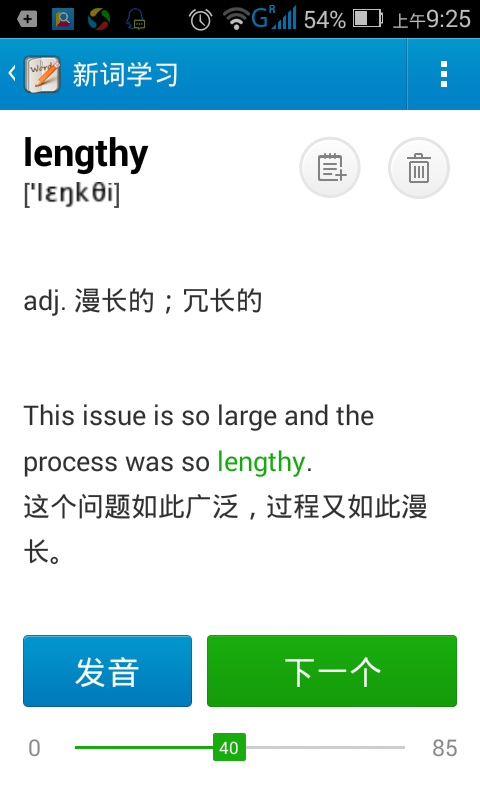 G R 54% 上午9:25
Words 新词学习
lengthy
['lɛŋkθi]
adj. 漫长的；冗长的
This issue is so large and the
process was so lengthy.
这个问题如此广泛，过程又如此漫
长。
发音 下一个
0 40 85